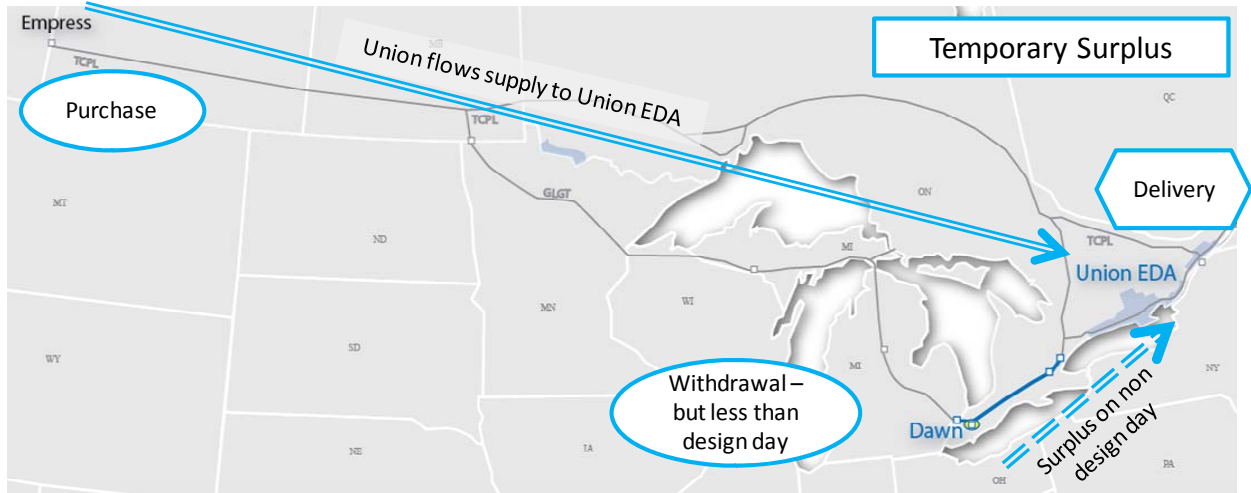 Empress
TCPL
Purchase
Union flows supply to Union EDA
Temporary Surplus
QC
TCPL
GLGT
ON
Delivery
MT
ND
MI
TCPL
Union EDA
MN
WI
WY
SD
MI
Withdrawal –
but less than
design day
NY
Dawn
Surplus on non
design day
NE
IA
OH
PA